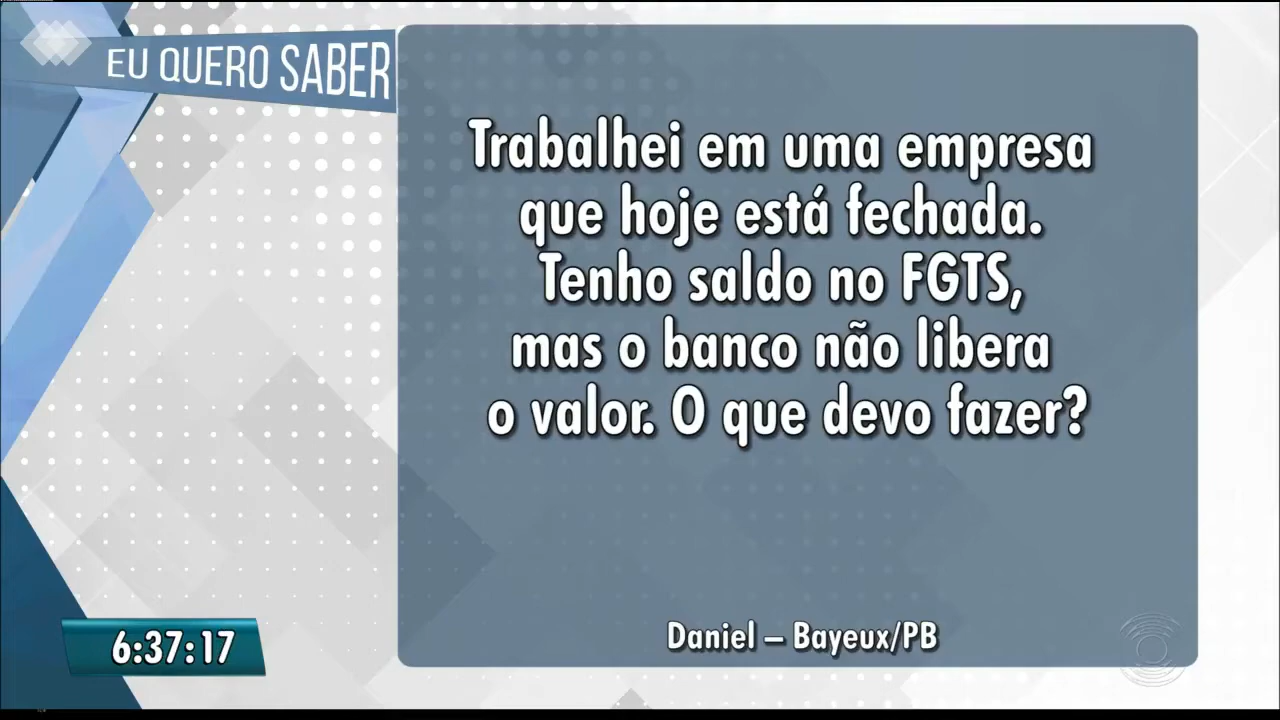 EU QUERO SABER
Trabalhei em uma empresa
que hoje está fechada.
Tenho saldo no FGTS,
mas o banco não libera
o valor. O que devo fazer?
Daniel – Bayeux/PB
6:37:17